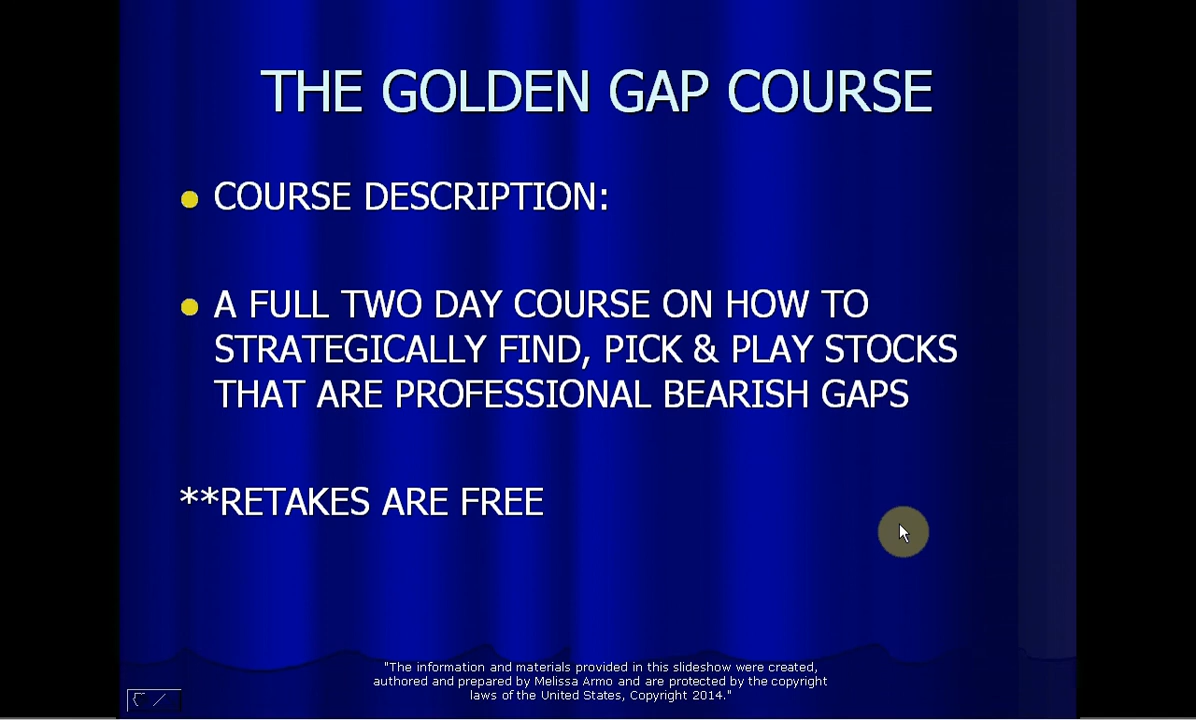 THE GOLDEN GAP COURSE
COURSE DESCRIPTION:
A FULL TWO DAY COURSE ON HOW TO
STRATEGICALLY FIND, PICK & PLAY STOCKS
THAT ARE PROFESSIONAL BEARISH GAPS
**RETAKES ARE FREE
"The information and materials provided in this slideshow were created,
authored and prepared by Melissa Armo and are protected by the copyright
laws of the United States, Copyright 2014."